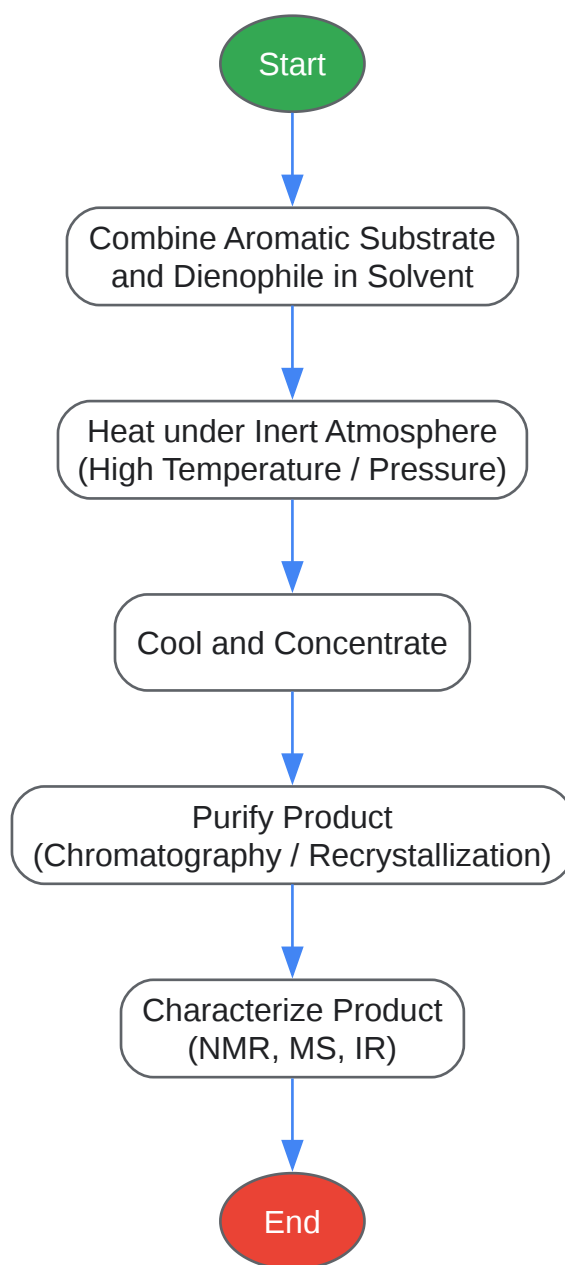 Start
Combine Aromatic Substrate
and Dienophile in Solvent
Heat under Inert Atmosphere
(High Temperature / Pressure)
Cool and Concentrate
Purify Product
(Chromatography / Recrystallization)
Characterize Product
(NMR, MS, IR)
End